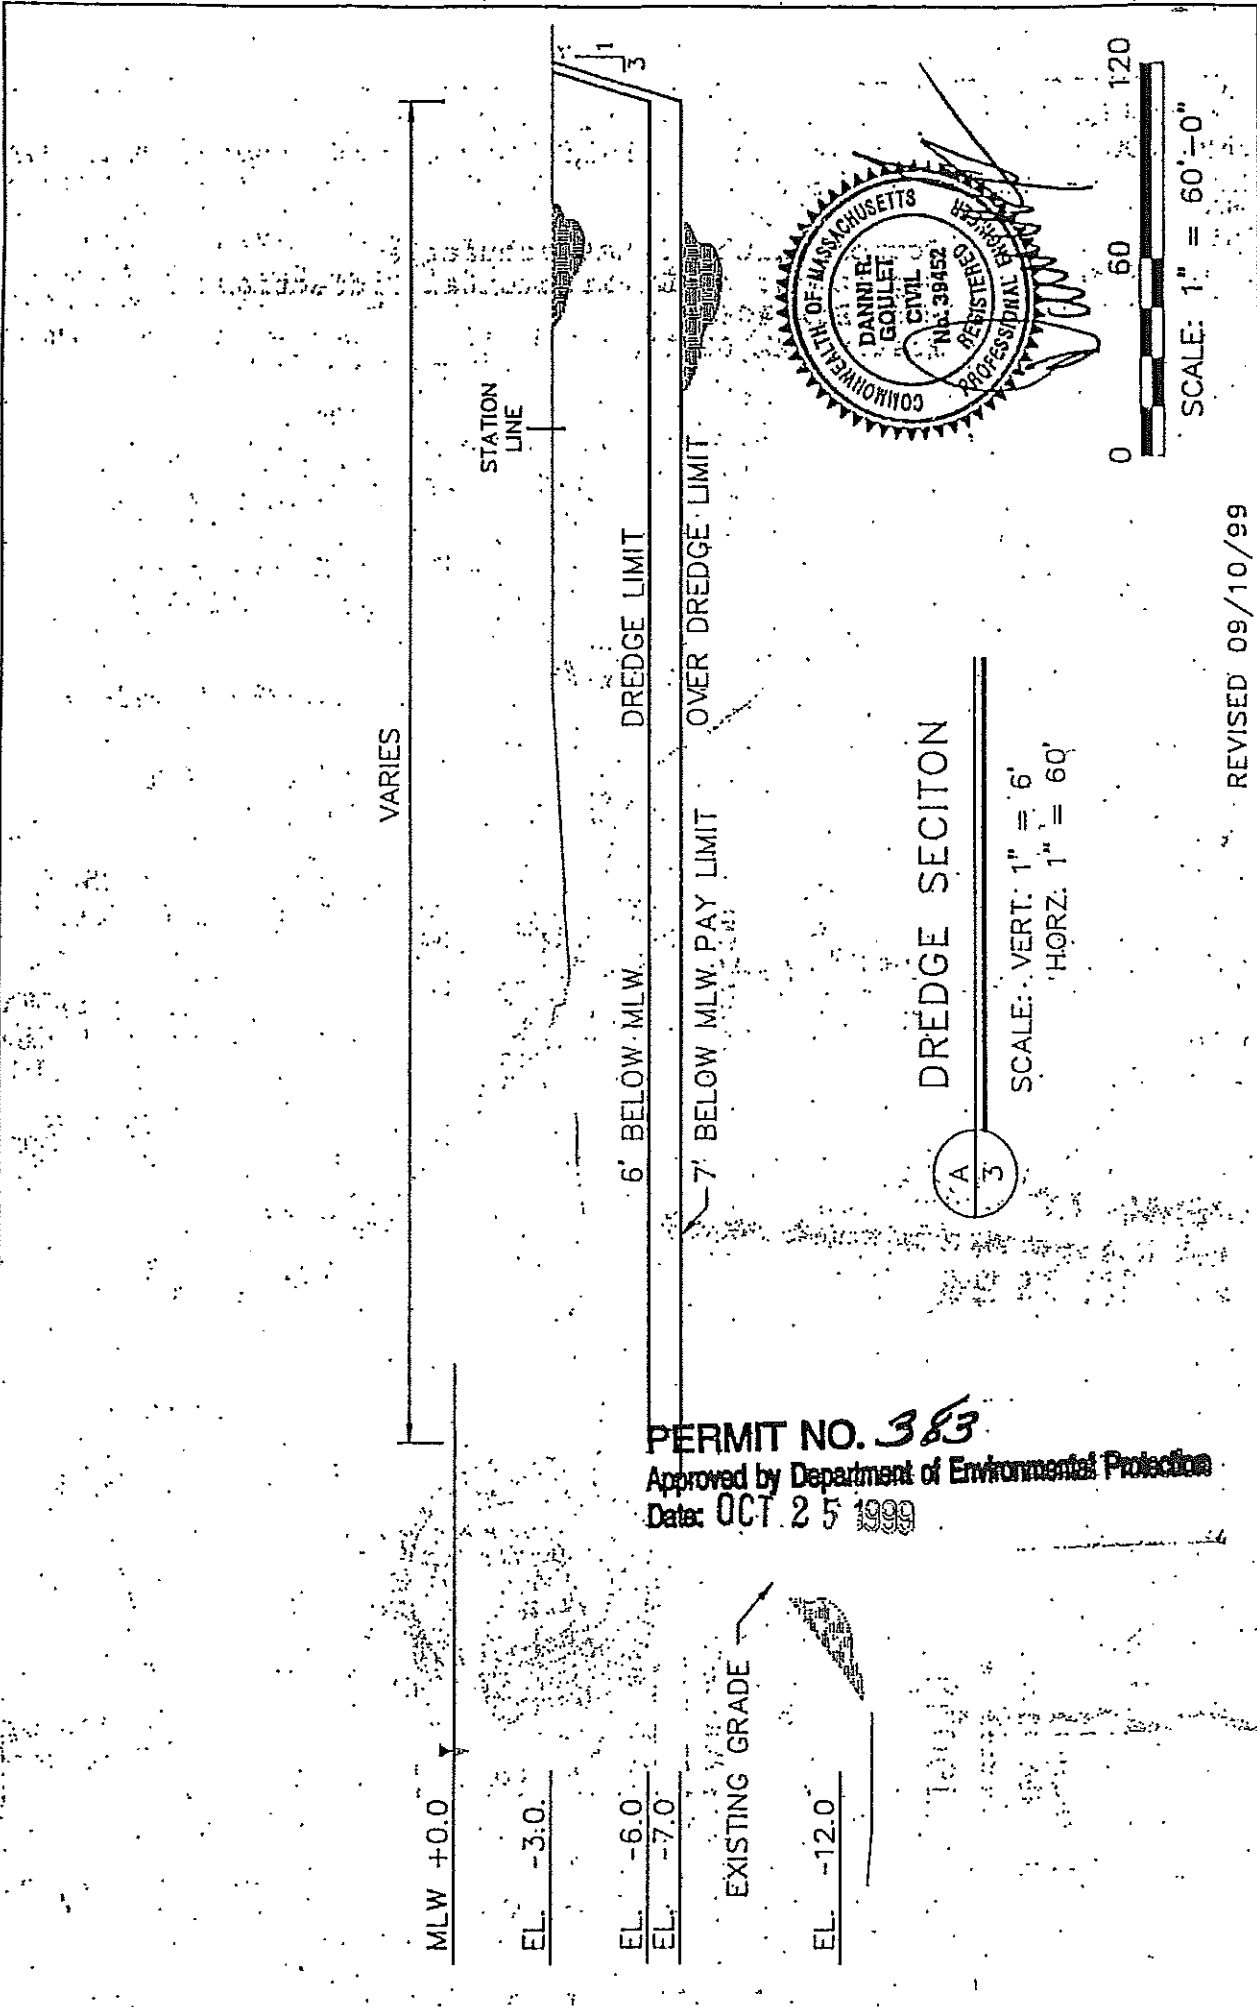 VARIES
STATION
LINE
1
3
MLW +0.0
EL. -3.0
EL. -6.0
EL. -7.0
EXISTING GRADE
EL. -12.0
6' BELOW MLW
DREDGE LIMIT
7' BELOW MLW PAY LIMIT
OVER DREDGE LIMIT
PERMIT NO. 383
Approved by Department of Environmental Protection
Date: OCT 25 1999
A
3
DREDGE SECITON
SCALE: VERT. 1" = 6'
HORZ. 1" = 60'
COMMONWEALTH OF MASSACHUSETTS
DANNI R.
GOULET
CIVIL
No. 39452
REGISTERED
PROFESSIONAL ENGINEER
0 60 120
SCALE: 1" = 60'-0"
REVISED 09/10/99